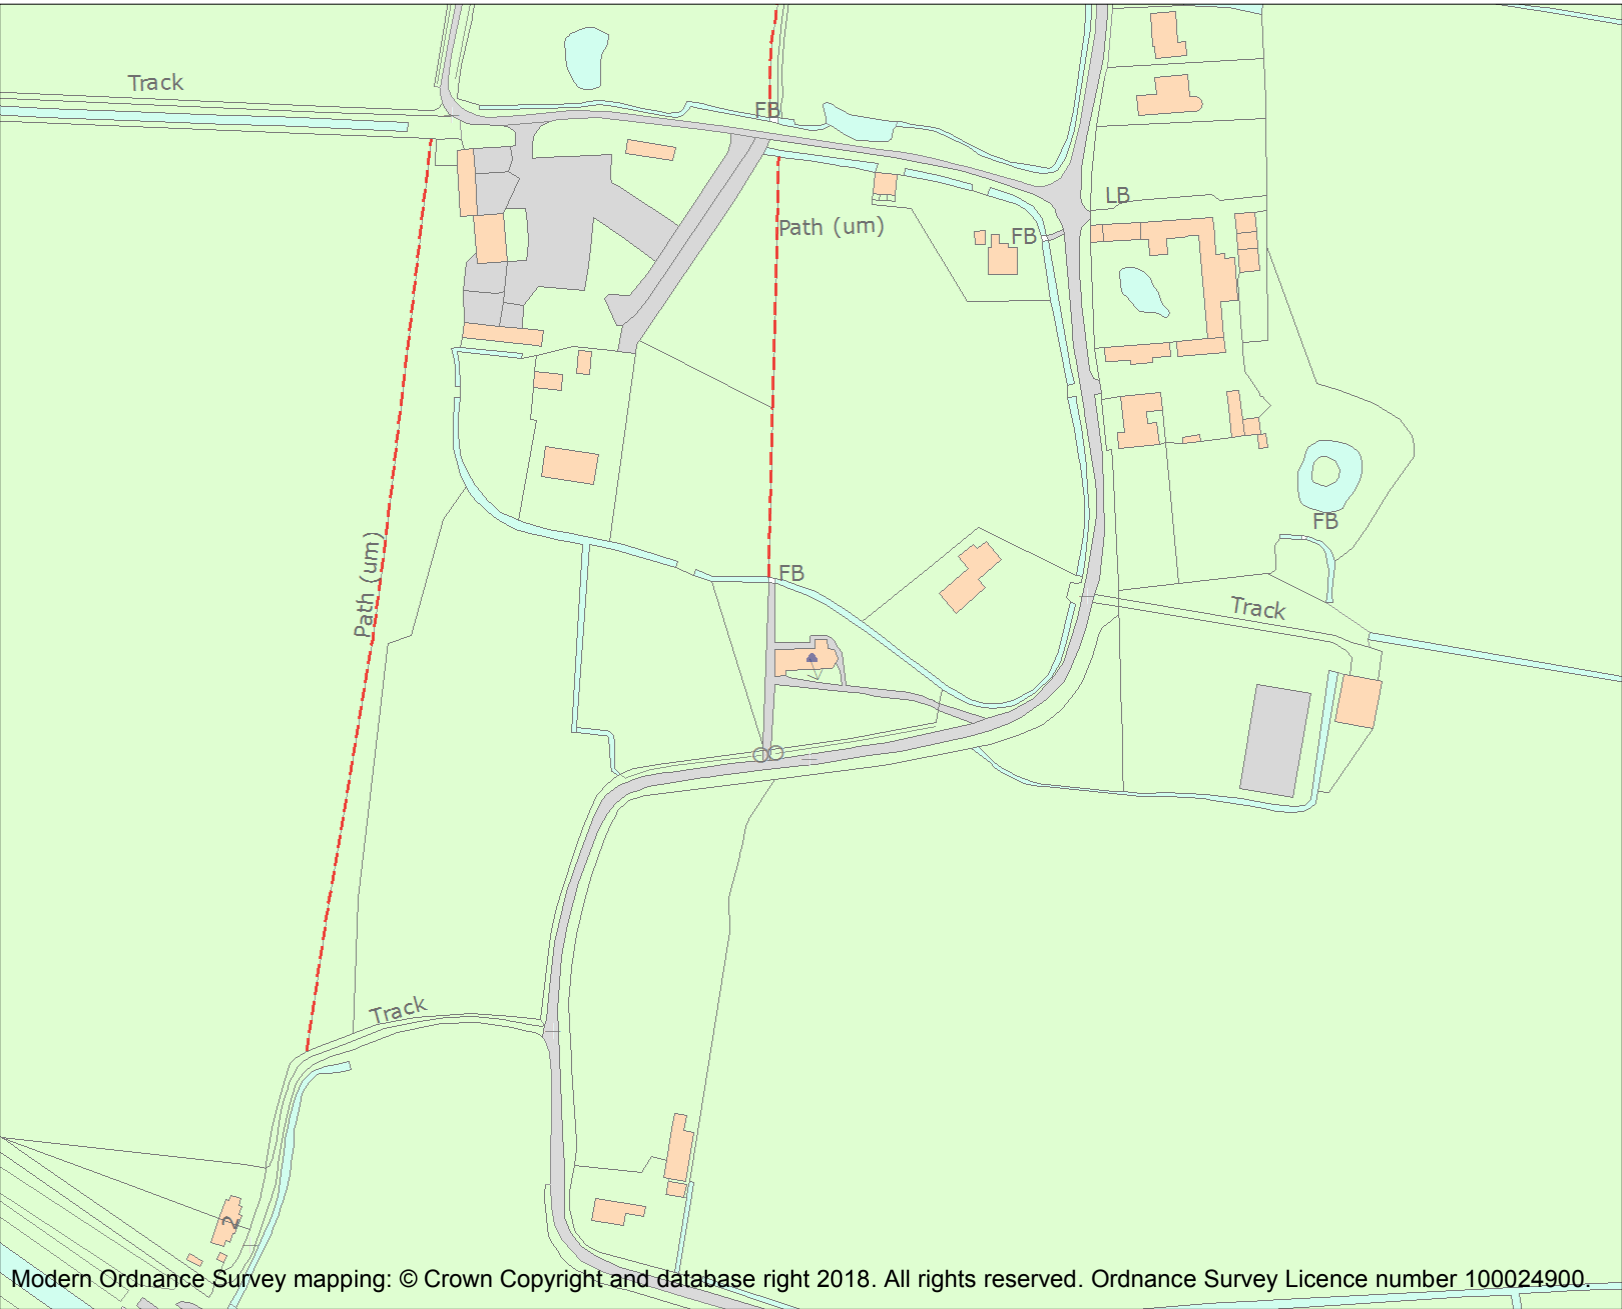 Track
FB
LB
Path (um)
FB
FB
FB
Path (um)
Track
Track
2
Modern Ordnance Survey mapping: © Crown Copyright and database right 2018. All rights reserved. Ordnance Survey Licence number 100024900.